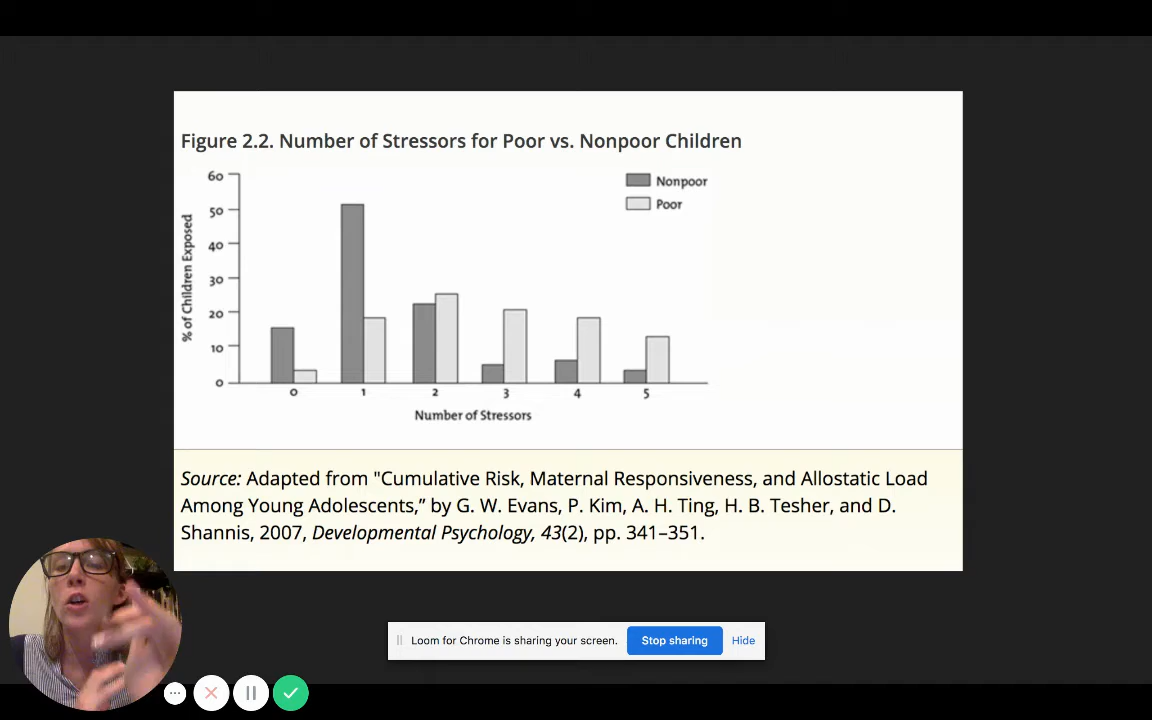 Figure 2.2. Number of Stressors for Poor vs. Nonpoor Children
60
50
40
30
20
10
0
% of Children Exposed
Nonpoor
Poor
0 1 2 3 4 5
Number of Stressors
Source: Adapted from "Cumulative Risk, Maternal Responsiveness, and Allostatic Load
Among Young Adolescents,” by G. W. Evans, P. Kim, A. H. Ting, H. B. Tesher, and D.
Shannis, 2007, Developmental Psychology, 43(2), pp. 341–351.
Loom for Chrome is sharing your screen. Stop sharing Hide